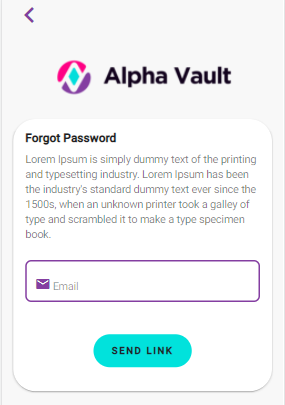 Alpha Vault
Forgot Password
Lorem Ipsum is simply dummy text of the printing
and typesetting industry. Lorem Ipsum has been
the industry's standard dummy text ever since the
1500s, when an unknown printer took a galley of
type and scrambled it to make a type specimen
book.
Email
SEND LINK